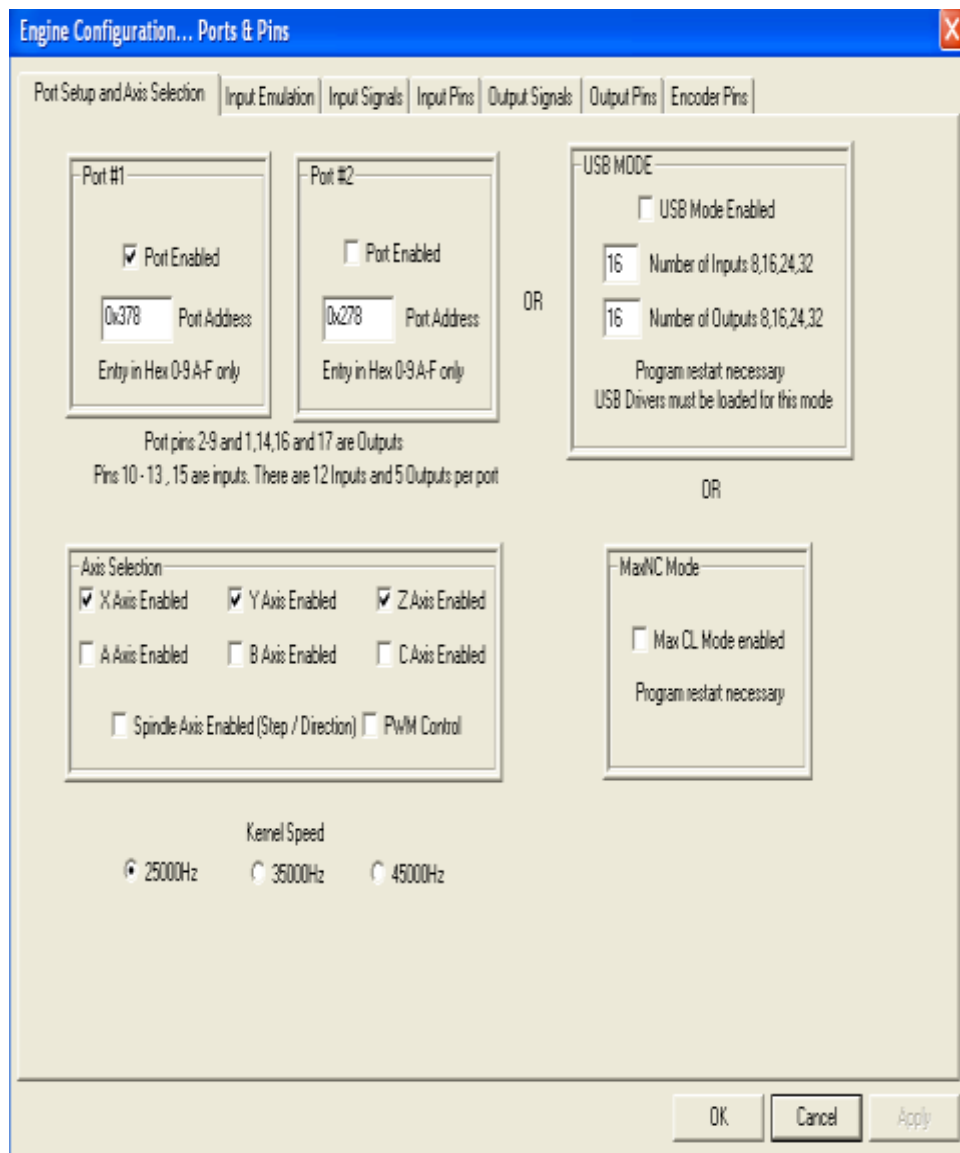 Engine Configuration... Ports & Pins
Port Setup and Axis Selection
Input Emulation
Input Signals
Input Pins
Output Signals
Output Pins
Encoder Pins
Port #1
Port Enabled
0x378
Port Address
Entry in Hex 0-9 A-F only
Port #2
Port Enabled
0x278
Port Address
Entry in Hex 0-9 A-F only
OR
USB MODE
USB Mode Enabled
16 Number of Inputs 8,16,24,32
16 Number of Outputs 8,16,24,32
Program restart necessary
USB Drivers must be loaded for this mode
Port pins 2-9 and 1,14,16 and 17 are Outputs
Pins 10 - 13 , 15 are inputs. There are 12 Inputs and 5 Outputs per port
OR
Axis Selection
X Axis Enabled
Y Axis Enabled
Z Axis Enabled
A Axis Enabled
B Axis Enabled
C Axis Enabled
Spindle Axis Enabled (Step / Direction)
PWM Control
MaxNC Mode
Max CL Mode enabled
Program restart necessary
Kernel Speed
25000Hz
35000Hz
45000Hz
OK
Cancel
Apply